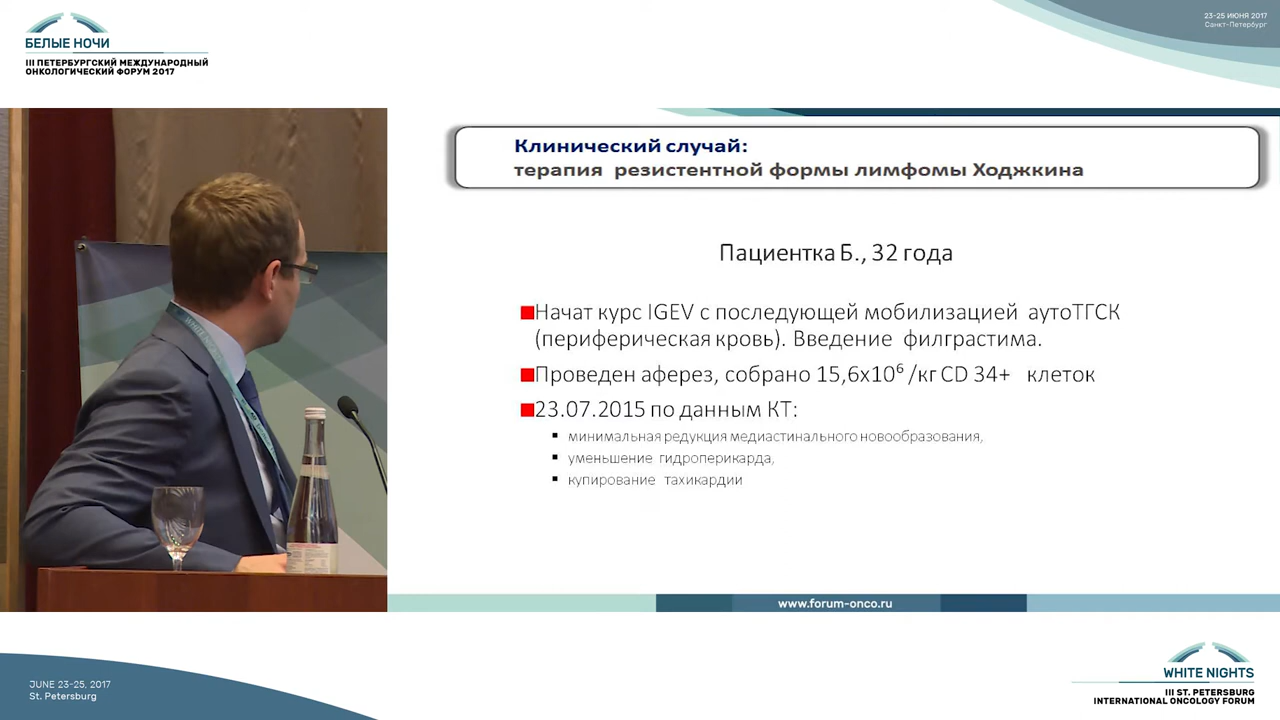 БЕЛЫЕ НОЧИ
III ПЕТЕРБУРГСКИЙ МЕЖДУНАРОДНЫЙ
ОНКОЛОГИЧЕСКИЙ ФОРУМ 2017
23-25 ИЮНЯ 2017
Санкт-Петербург
Клинический случай:
терапия резистентной формы лимфомы Ходжкина
Пациентка Б., 32 года
Начат курс IGEV с последующей мобилизацией аутоТГСК
(периферическая кровь). Введение филграстима.
Проведен аферез, собрано 15,6х10⁶ /кг CD 34+ клеток
23.07.2015 по данным КТ:
минимальная редукция медиастинального новообразования,
уменьшение гидроперикарда,
купирование тахикардии
www.forum-onco.ru
JUNE 23-25, 2017
St. Petersburg
WHITE NIGHTS
III ST. PETERSBURG
INTERNATIONAL ONCOLOGY FORUM